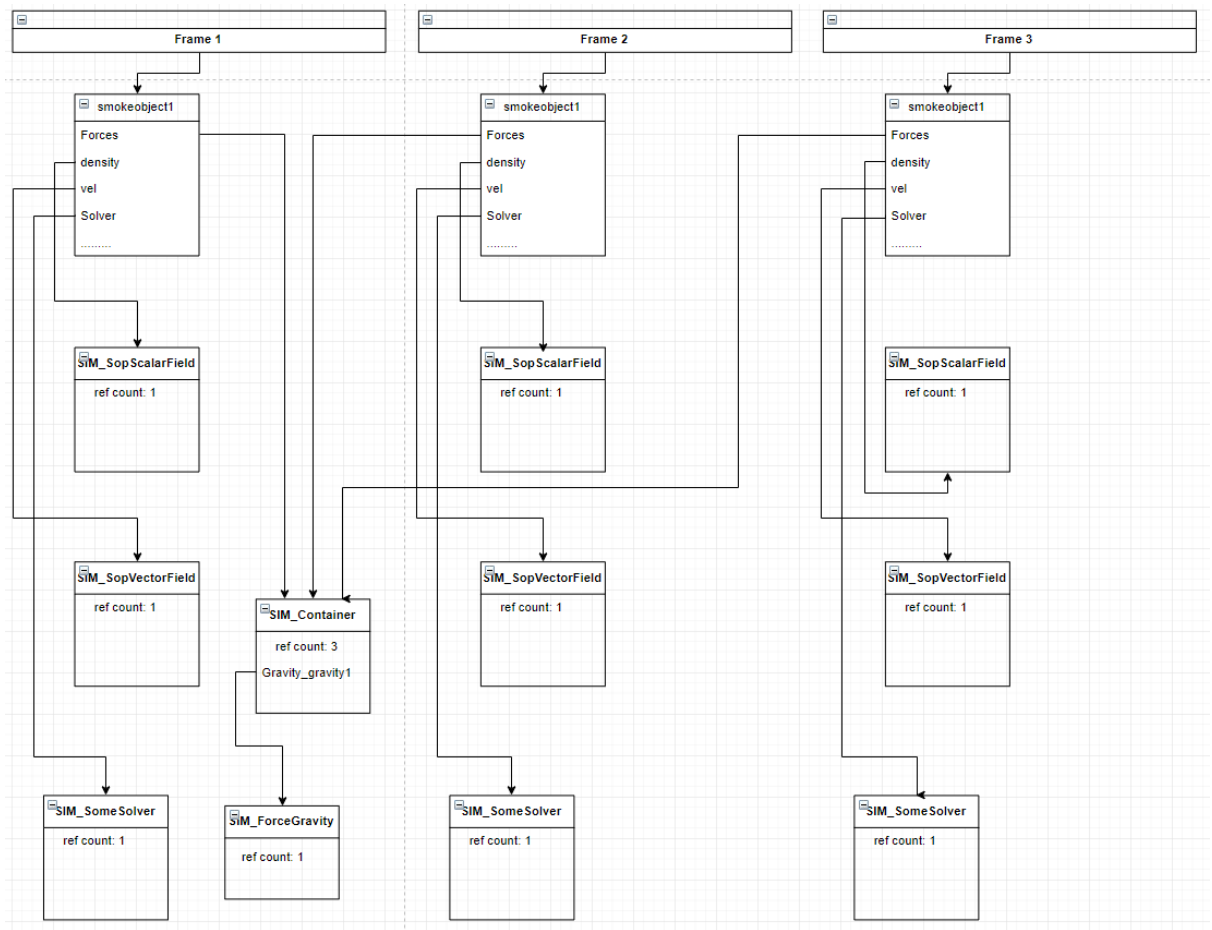 Frame 1
Frame 2
Frame 3
smokeobject1
Forces
density
vel
Solver
.........
smokeobject1
Forces
density
vel
Solver
.........
smokeobject1
Forces
density
vel
Solver
.........
SIM_SopScalarField
ref count: 1
SIM_SopScalarField
ref count: 1
SIM_SopScalarField
ref count: 1
SIM_SopVectorField
ref count: 1
SIM_Container
ref count: 3
Gravity_gravity1
SIM_SopVectorField
ref count: 1
SIM_SopVectorField
ref count: 1
SIM_SomeSolver
ref count: 1
SIM_ForceGravity
ref count: 1
SIM_SomeSolver
ref count: 1
SIM_SomeSolver
ref count: 1